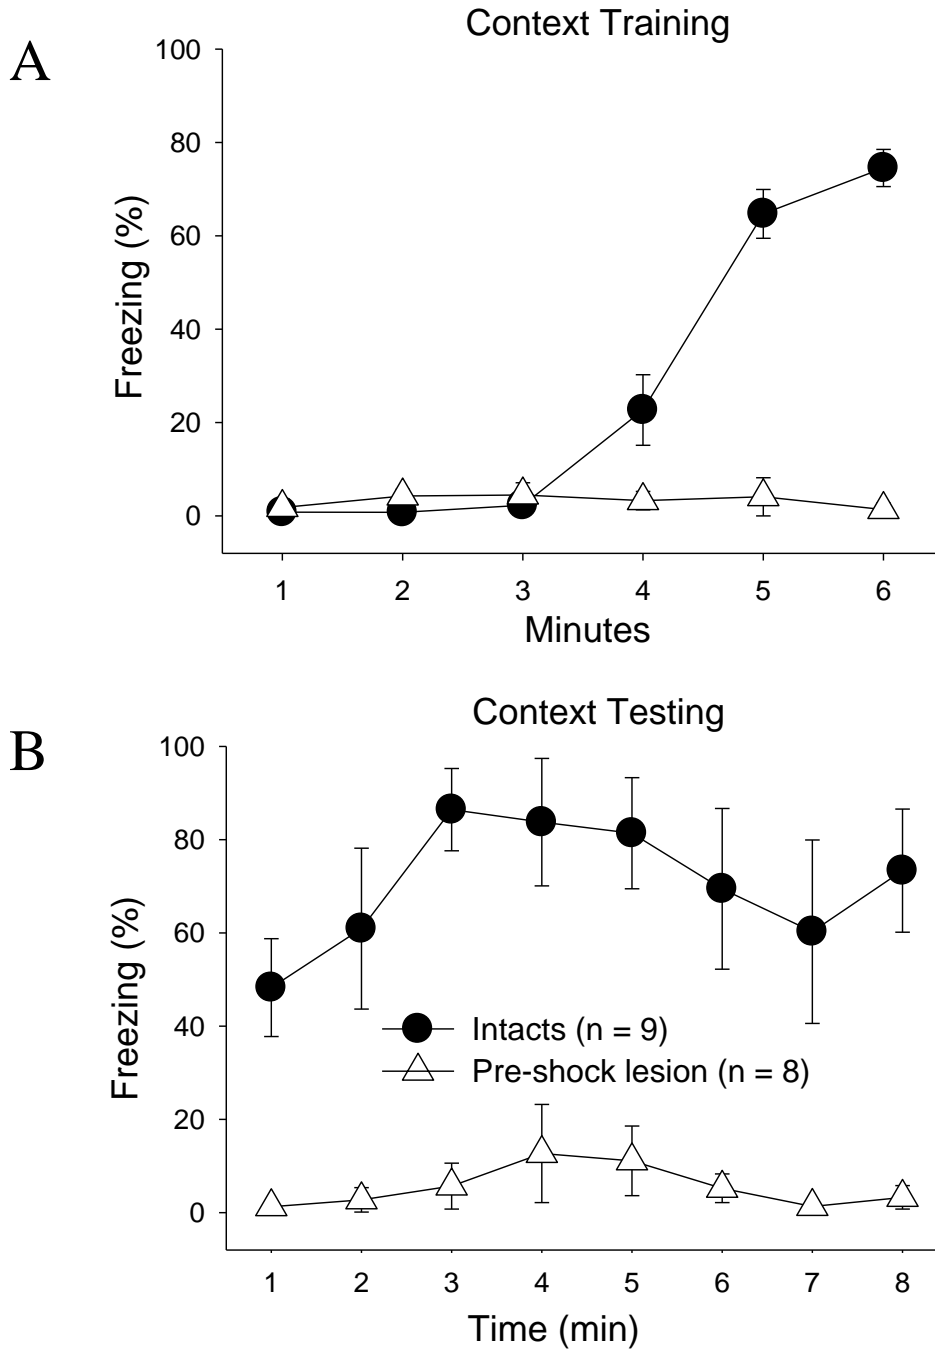 A
Context Training
Freezing (%)
100
80
60
40
20
0
1 2 3 4 5 6
Minutes
B
Context Testing
Freezing (%)
100
80
60
40
20
0
Intacts (n = 9)
Pre-shock lesion (n = 8)
1 2 3 4 5 6 7 8
Time (min)